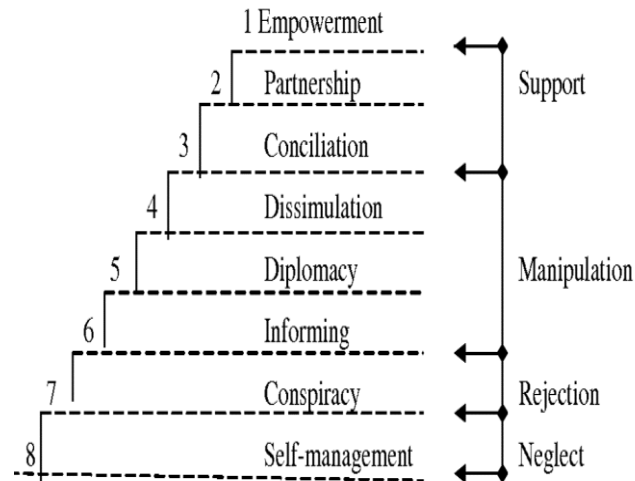 1 Empowerment
2 Partnership Support
3 Conciliation
4 Dissimulation
5 Diplomacy Manipulation
6 Informing
7 Conspiracy Rejection
8 Self-management Neglect